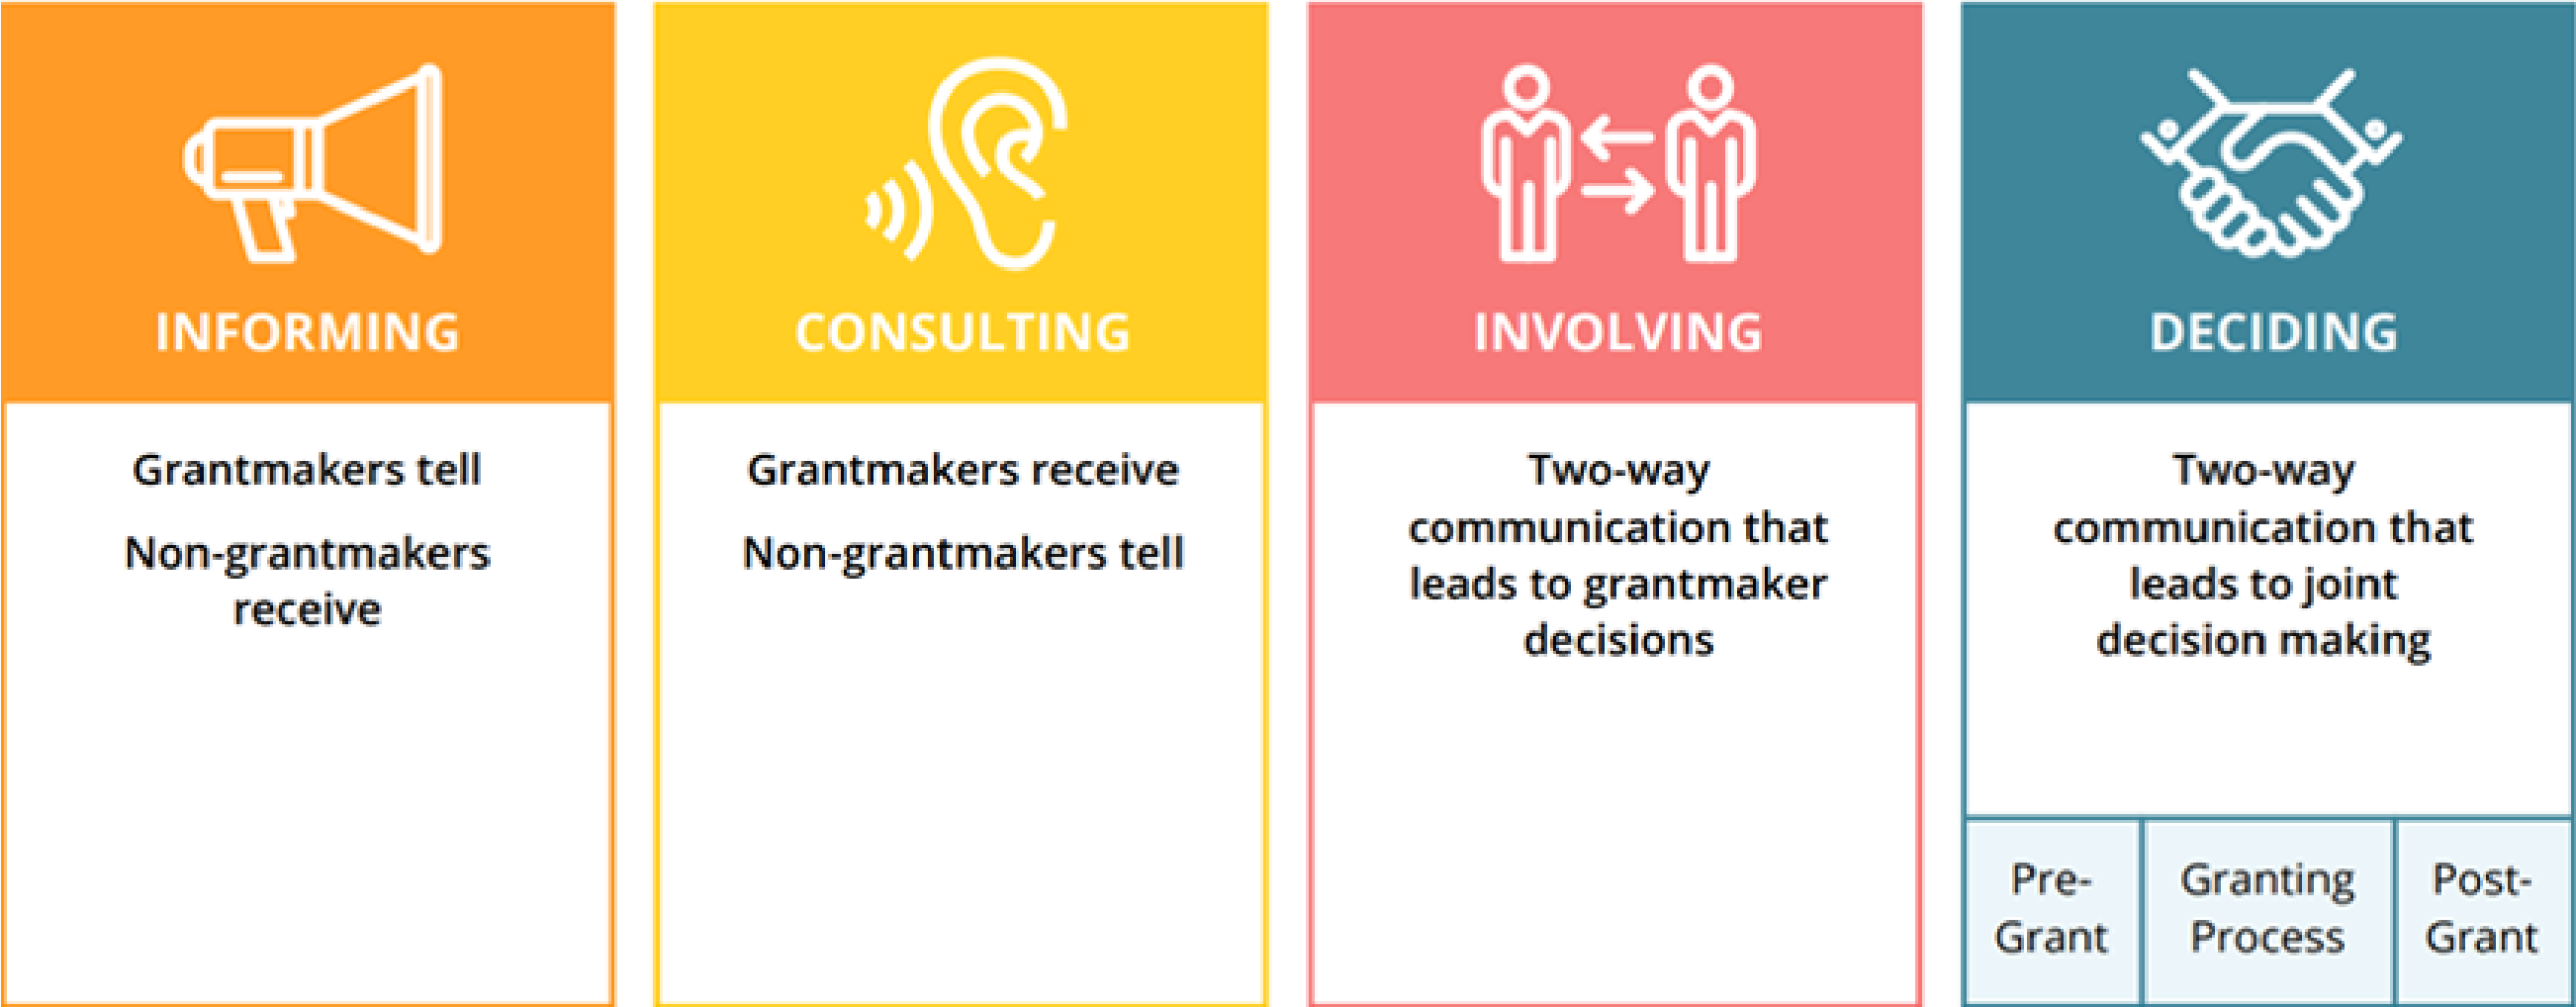 INFORMING
Grantmakers tell
Non-grantmakers
receive
CONSULTING
Grantmakers receive
Non-grantmakers tell
INVOLVING
Two-way
communication that
leads to grantmaker
decisions
DECIDING
Two-way
communication that
leads to joint
decision making
Pre-
Grant
Granting
Process
Post-
Grant